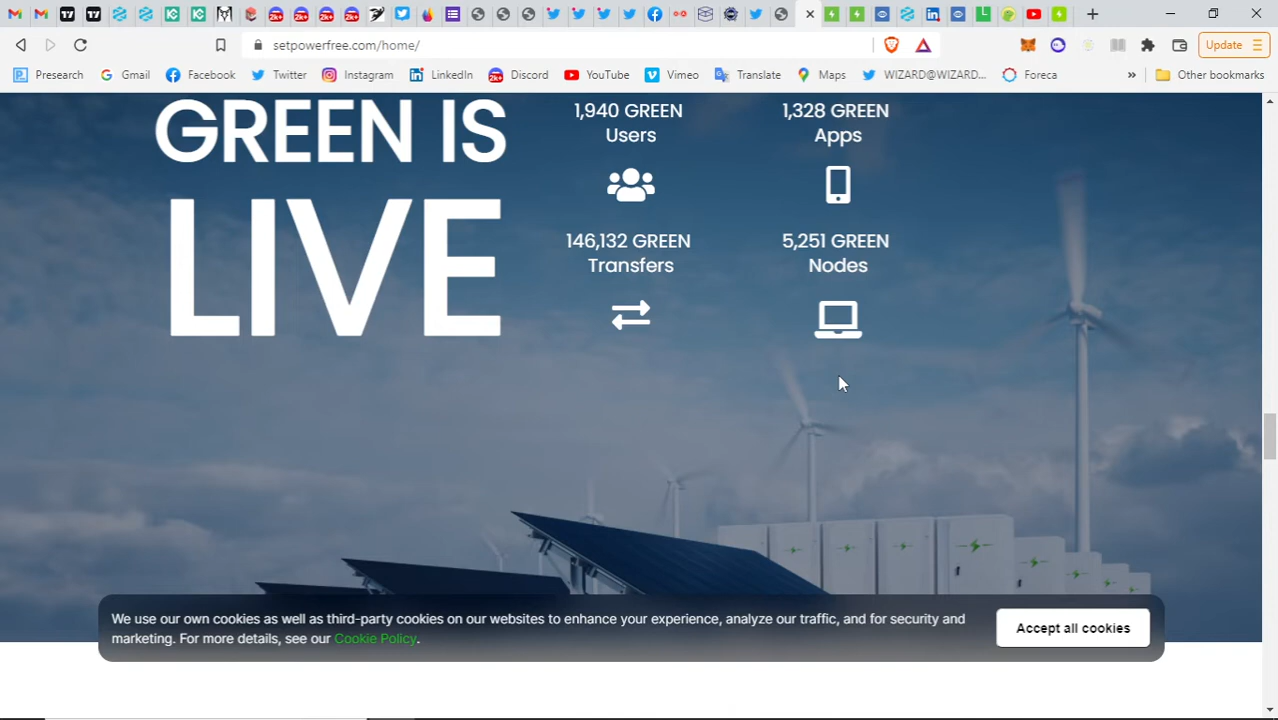 setpowerfree.com/home/
Update
Presearch
Gmail
Facebook
Twitter
Instagram
LinkedIn
Discord
YouTube
Vimeo
Translate
Maps
WIZARD@WIZARD...
Foreca
Other bookmarks
GREEN IS
LIVE
1,940 GREEN
Users
1,328 GREEN
Apps
146,132 GREEN
Transfers
5,251 GREEN
Nodes
We use our own cookies as well as third-party cookies on our websites to enhance your experience, analyze our traffic, and for security and
marketing. For more details, see our Cookie Policy.
Accept all cookies